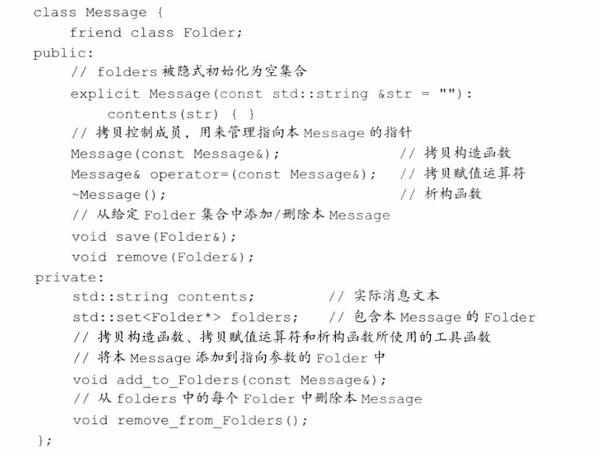 class Message {
    friend class Folder;
public:
    // folders 被隐式初始化为空集合
    explicit Message(const std::string &str = ""):
        contents(str) { }
    // 拷贝控制成员，用来管理指向本 Message 的指针
    Message(const Message&);            // 拷贝构造函数
    Message& operator=(const Message&); // 拷贝赋值运算符
    ~Message();                         // 析构函数
    // 从给定 Folder 集合中添加/删除本 Message
    void save(Folder&);
    void remove(Folder&);
private:
    std::string contents;       // 实际消息文本
    std::set<Folder*> folders;  // 包含本 Message 的 Folder
    // 拷贝构造函数、拷贝赋值运算符和析构函数所使用的工具函数
    // 将本 Message 添加到指向参数的 Folder 中
    void add_to_Folders(const Message&);
    // 从 folders 中的每个 Folder 中删除本 Message
    void remove_from_Folders();
};